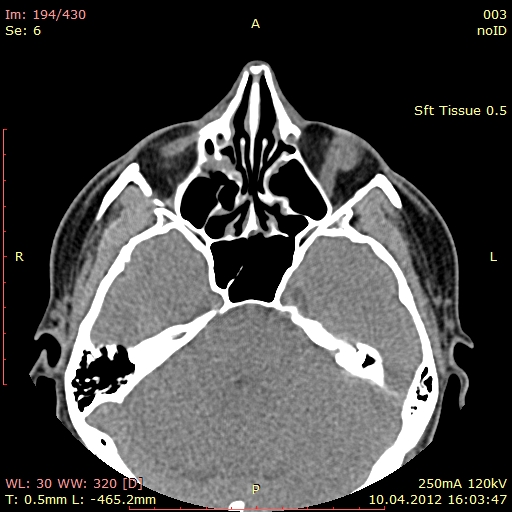 Im: 194/430
Se: 6
A
003
noID
Sft Tissue 0.5
R
L
WL: 30 WW: 320 [D]
T: 0.5mm L: -465.2mm
P
250mA 120kV
10.04.2012 16:03:47